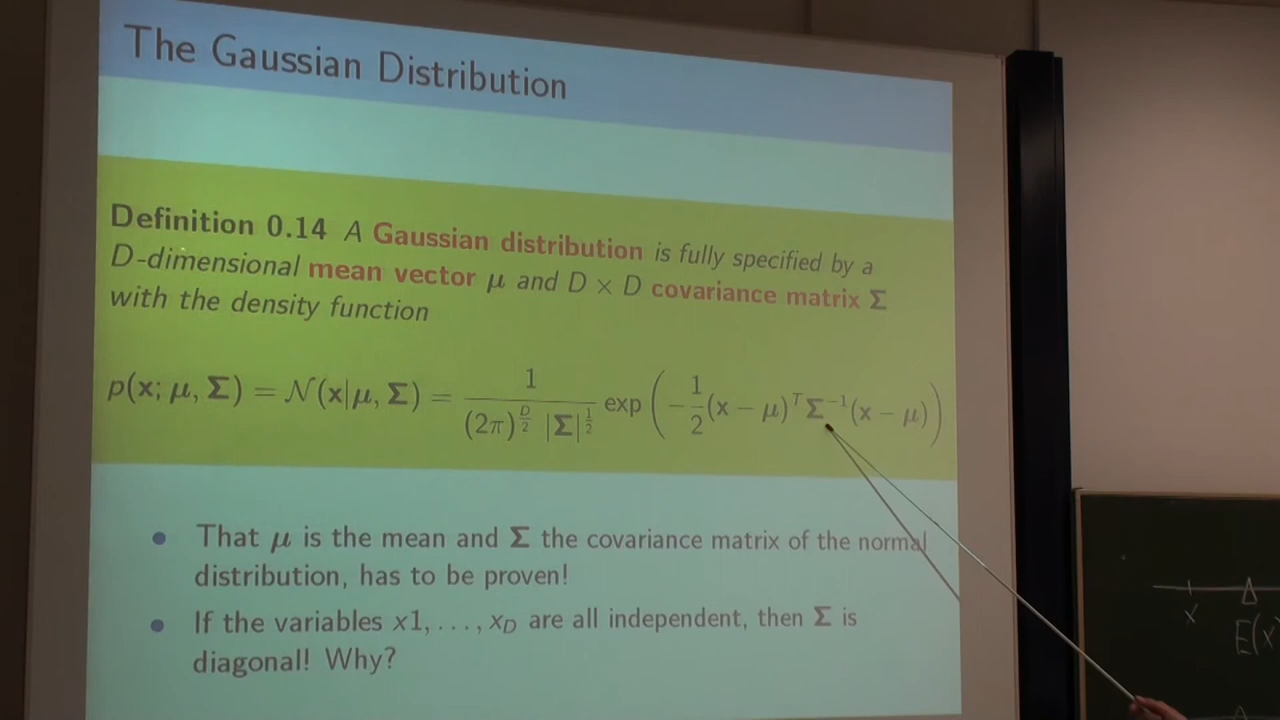 The Gaussian Distribution
Definition 0.14 A Gaussian distribution is fully specified by a
D-dimensional mean vector μ and D × D covariance matrix Σ
with the density function
p(x; μ, Σ) = 𝒩(x|μ, Σ) = 1 / ((2π)^{D/2} |Σ|^{1/2}) exp(−1/2 (x − μ)^T Σ^{−1} (x − μ))
• That μ is the mean and Σ the covariance matrix of the normal
distribution, has to be proven!
• If the variables x1, . . . , x_D are all independent, then Σ is
diagonal! Why?
x
E(x